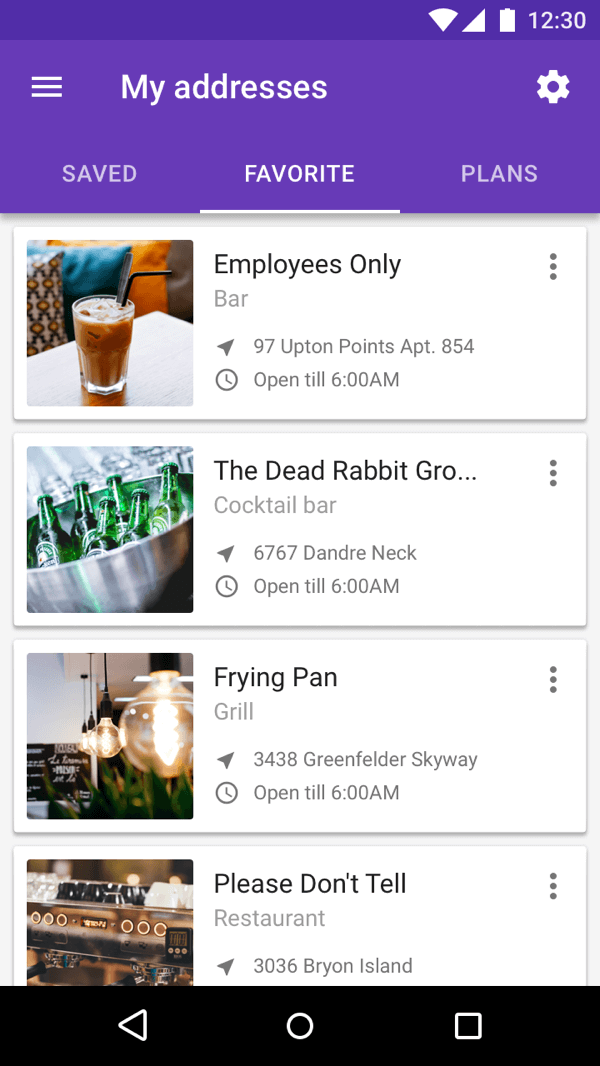 12:30
My addresses
SAVED FAVORITE PLANS
Employees Only
Bar
97 Upton Points Apt. 854
Open till 6:00AM
The Dead Rabbit Gro...
Cocktail bar
6767 Dandre Neck
Open till 6:00AM
Frying Pan
Grill
3438 Greenfelder Skyway
Open till 6:00AM
Please Don't Tell
Restaurant
3036 Bryon Island